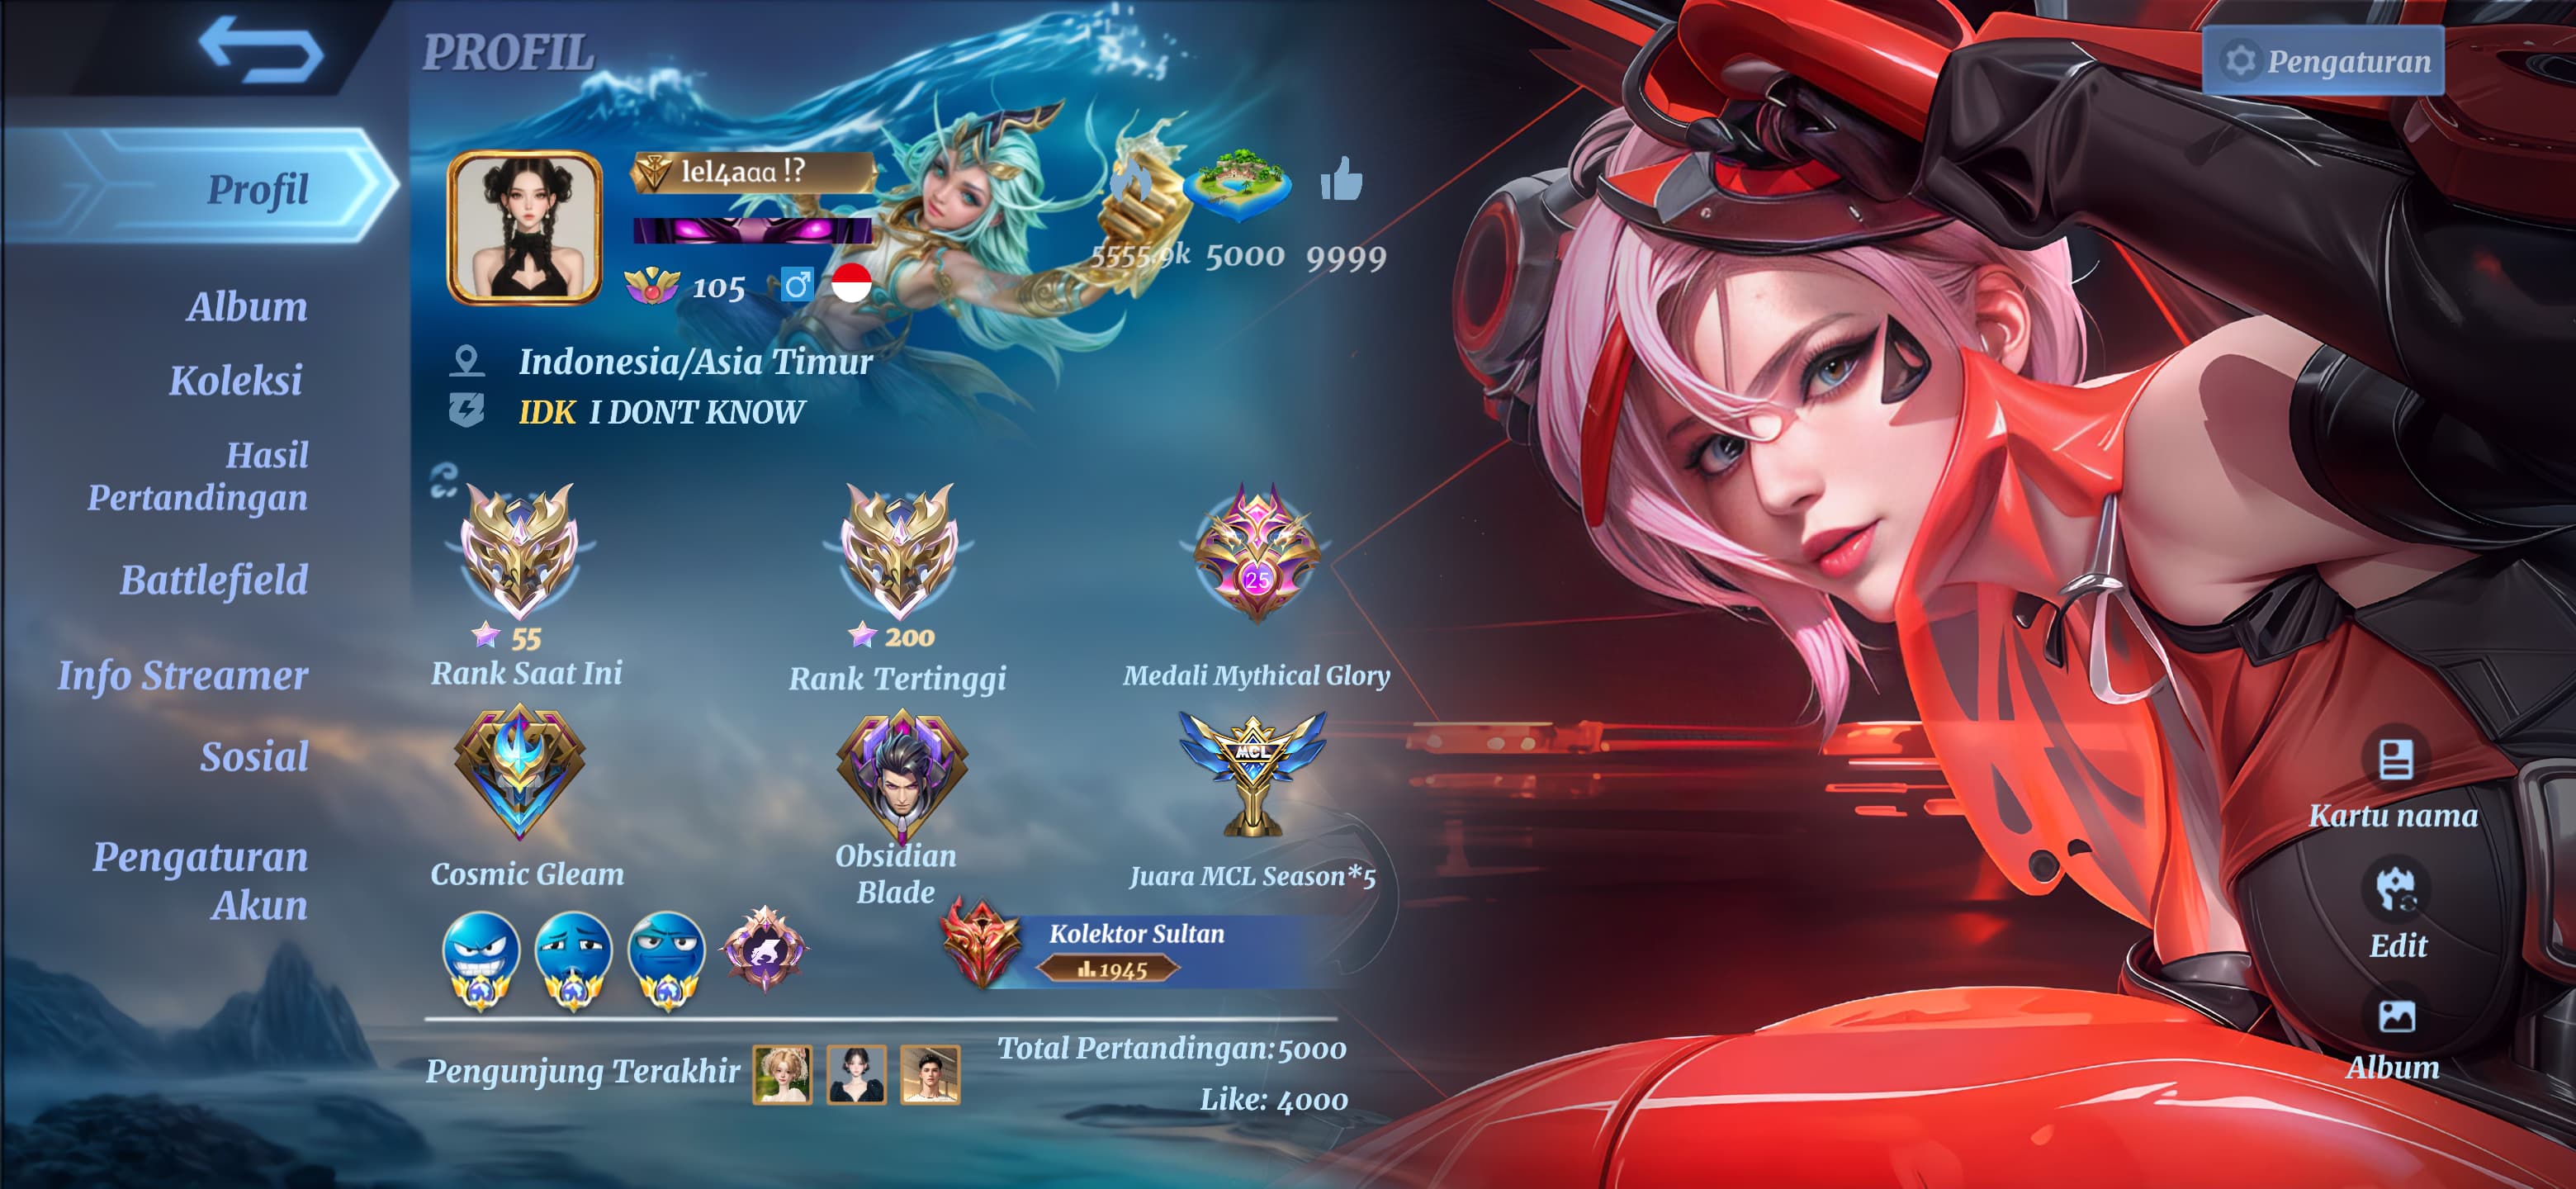 PROFIL
Pengaturan
Profil
Album
Koleksi
Hasil
Pertandingan
Battlefield
Info Streamer
Sosial
Pengaturan
Akun
lel4aaa !?
5555.9k 5000 9999
105
Indonesia/Asia Timur
IDK I DONT KNOW
25
55
200
Rank Saat Ini
Rank Tertinggi
Medali Mythical Glory
MCL
Cosmic Gleam
Obsidian
Blade
Juara MCL Season*5
Kolektor Sultan
1945
Pengunjung Terakhir
Total Pertandingan:5000
Like: 4000
Kartu nama
Edit
Album